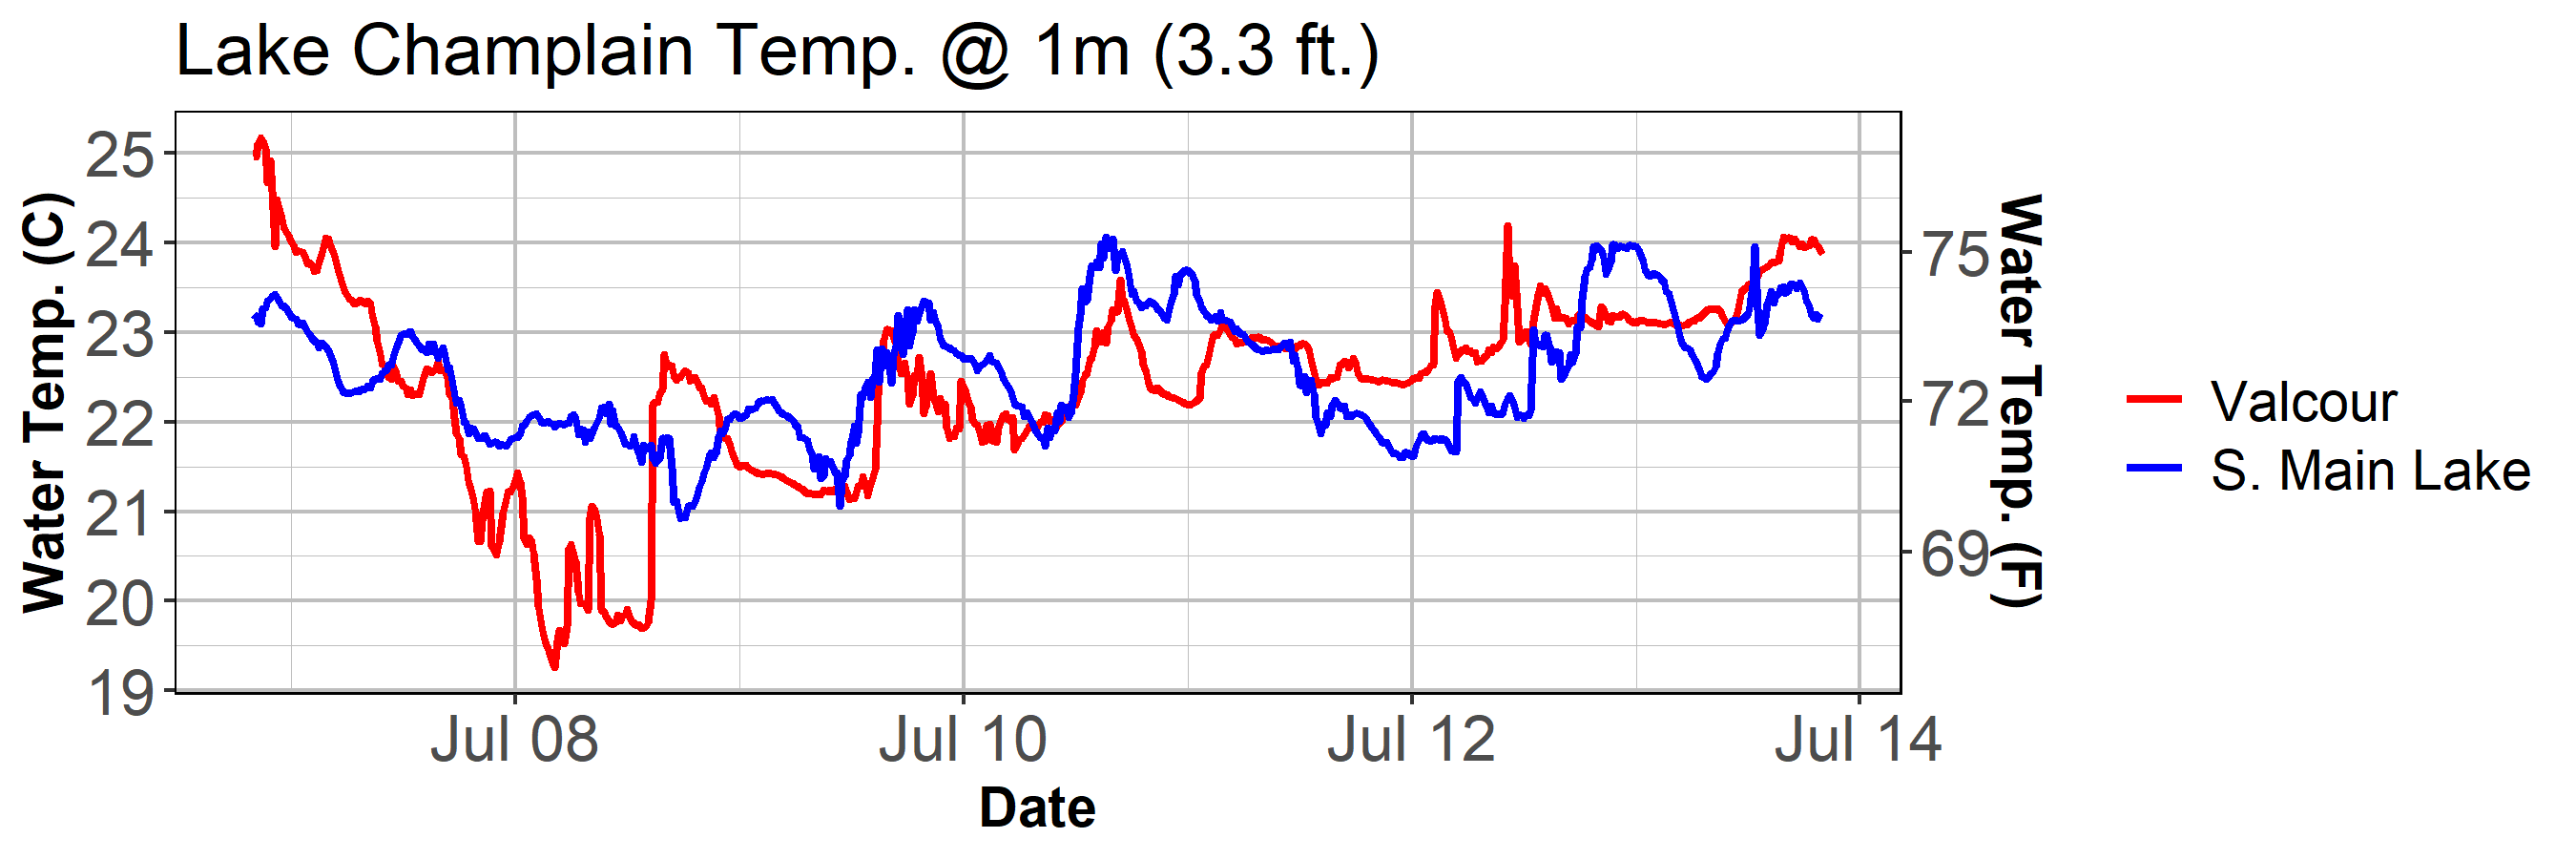 Lake Champlain Temp. @ 1m (3.3 ft.)
Water Temp. (C)
25
24
23
22
21
20
19
75
72
69
Water Temp. (F)
Valcour
S. Main Lake
Jul 08
Jul 10
Jul 12
Jul 14
Date